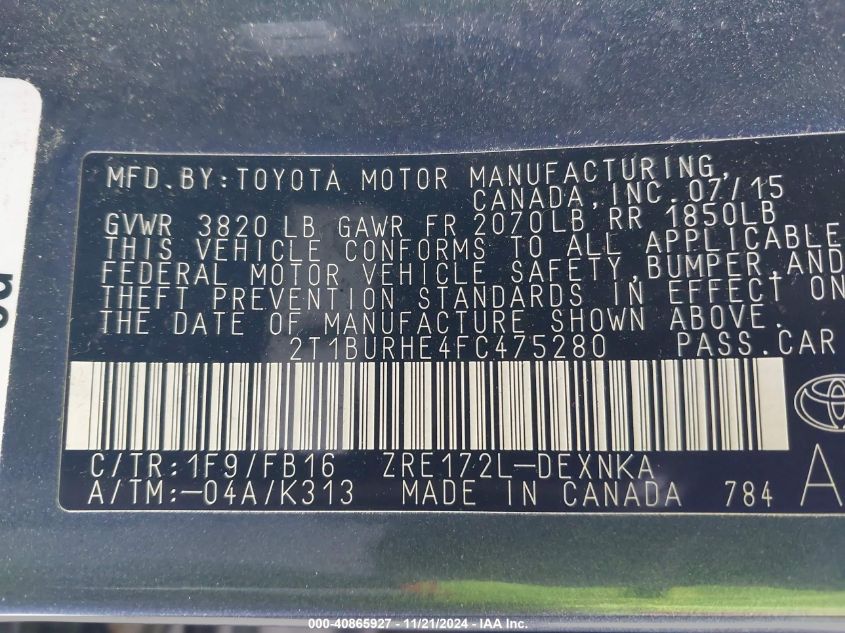 MFD.BY:TOYOTA MOTOR MANUFACTURING,
CANADA,INC.07/15
GVWR 3820 LB GAWR FR 2070LB RR 1850LB
THIS VEHICLE CONFORMS TO ALL APPLICABLE
FEDERAL MOTOR VEHICLE SAFETY,BUMPER,AND
THEFT PREVENTION STANDARDS IN EFFECT ON
THE DATE OF MANUFACTURE SHOWN ABOVE.
2T1BURHE4FC475280 PASS.CAR
C/TR:1F9/FB16 ZRE172L-DEXNKA
A/TM:-04A/K313 MADE IN CANADA 784
A
000-40865927 - 11/21/2024 - IAA Inc.